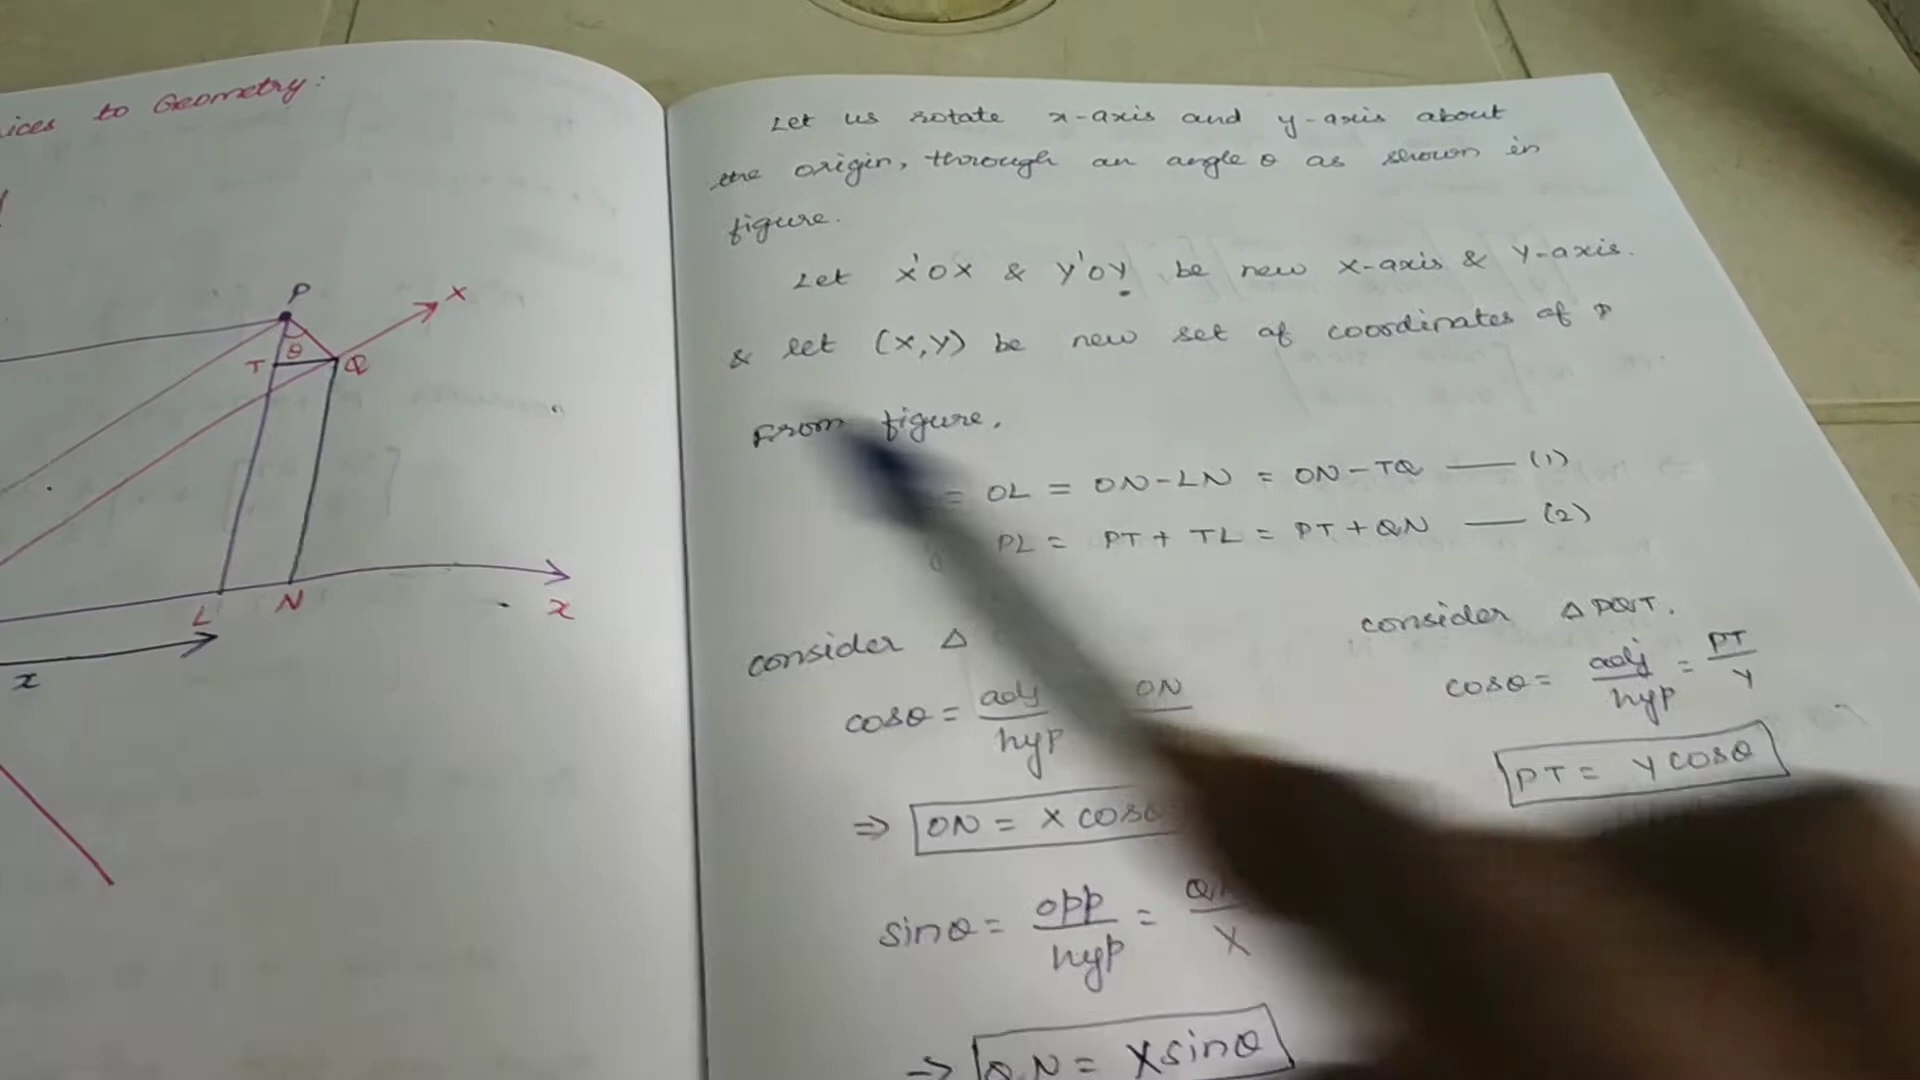 ices to Geometry:
P
X
θ
T
Q
L
N
x
x
Let us rotate x-axis and y-axis about
the origin, through an angle θ as shown in
figure.
Let X'OX & Y'OY be new X-axis & Y-axis.
& let (X,Y) be new set of coordinates of P
From figure,
= OL = ON-LN = ON-TQ —— (1)
PL = PT + TL = PT + QN —— (2)
consider Δ
cosθ = adj/hyp ON
⇒ ON = X cosθ
sinθ = opp/hyp = QN/X
⇒ QN = X sinθ
consider Δ PQT.
cosθ = adj/hyp = PT/Y
PT = Y cosθ